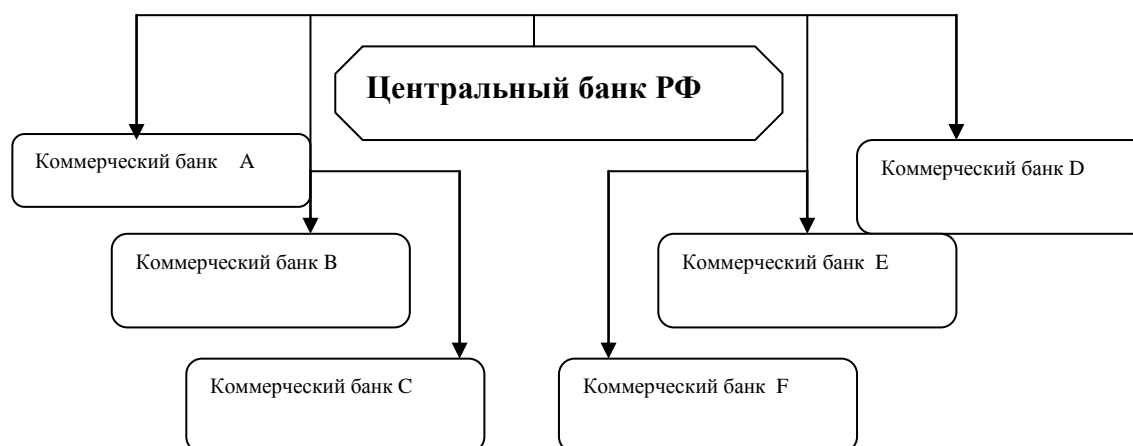 Центральный банк РФ
Коммерческий банк А
Коммерческий банк D
Коммерческий банк B
Коммерческий банк E
Коммерческий банк C
Коммерческий банк F